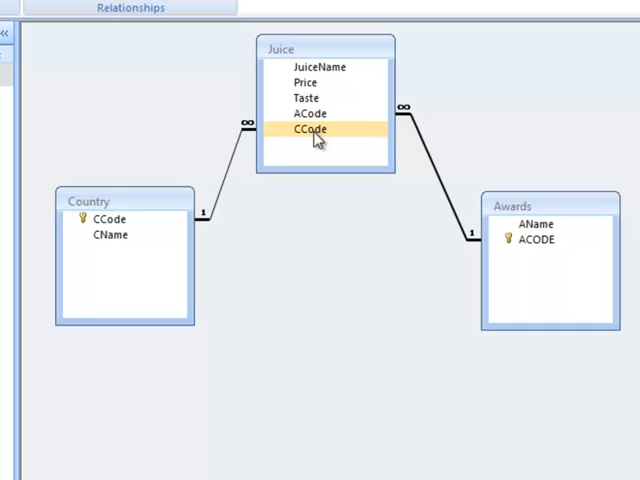 Relationships
«
Juice
JuiceName
Price
Taste
ACode
CCode
∞
∞
Country
CCode
CName
1
1
Awards
AName
ACODE